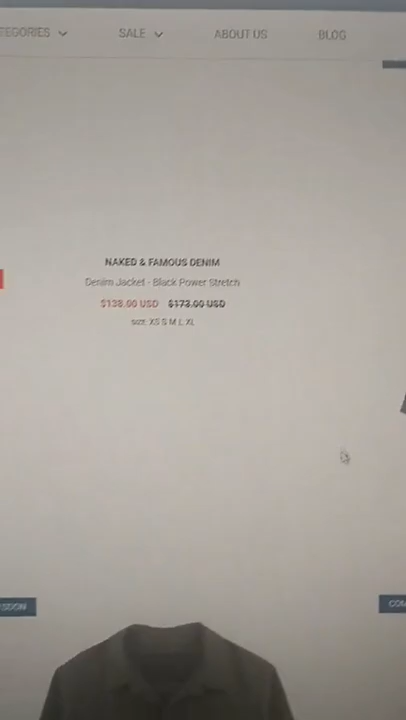 SALE
ABOUT US
BLOG
NAKED & FAMOUS DENIM
Denim Jacket - Black Power Stretch
$138.00 USD $173.00 USD
size: XS S M L XL